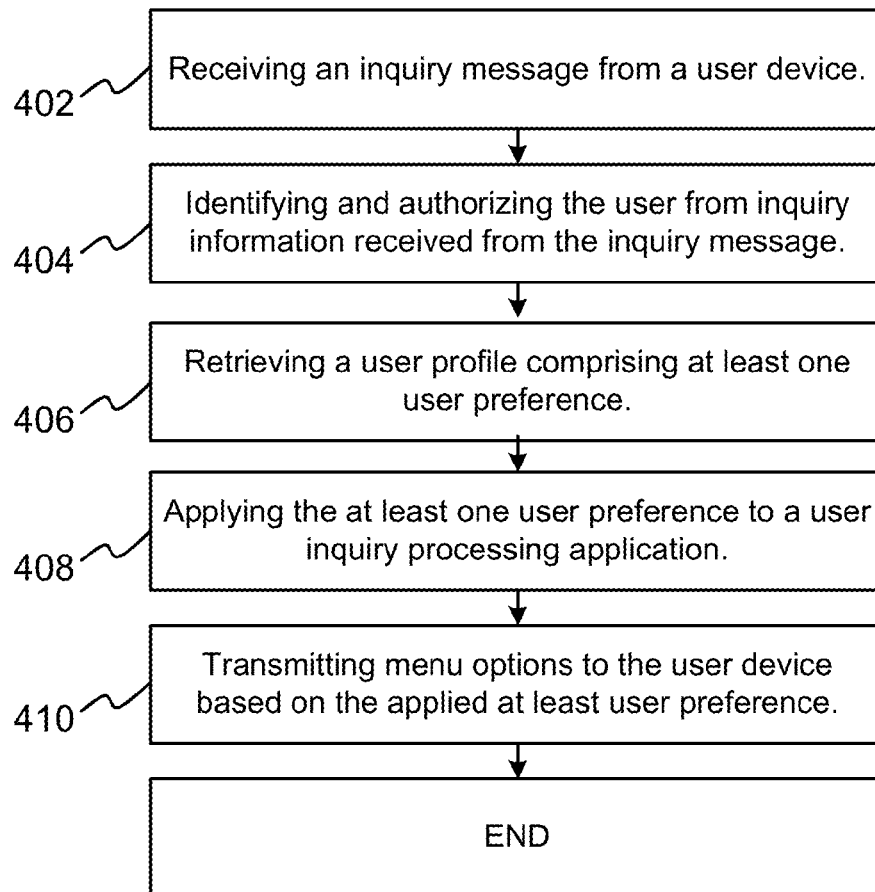 402
Receiving an inquiry message from a user device.
404
Identifying and authorizing the user from inquiry
information received from the inquiry message.
406
Retrieving a user profile comprising at least one
user preference.
408
Applying the at least one user preference to a user
inquiry processing application.
410
Transmitting menu options to the user device
based on the applied at least user preference.
END